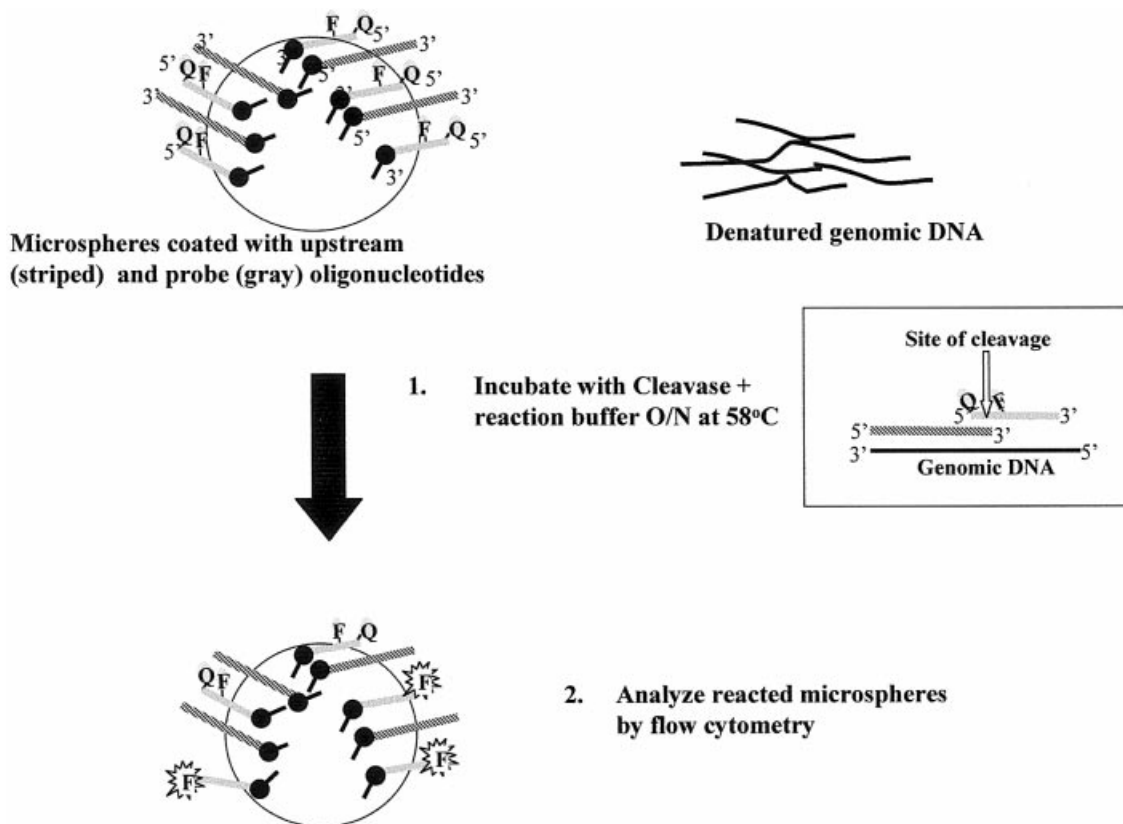 F Q 5'
3' 3' 5' 3'
5' Q F F Q 5'
3' 3' 3'
Q F 5' F Q 5'
5' 3'
Microspheres coated with upstream
(striped) and probe (gray) oligonucleotides
Denatured genomic DNA
1. Incubate with Cleavase +
reaction buffer O/N at 58°C
Site of cleavage
Q F
5' 3'
5' 3'
3' 5'
Genomic DNA
F Q
Q F F
F
F
2. Analyze reacted microspheres
by flow cytometry